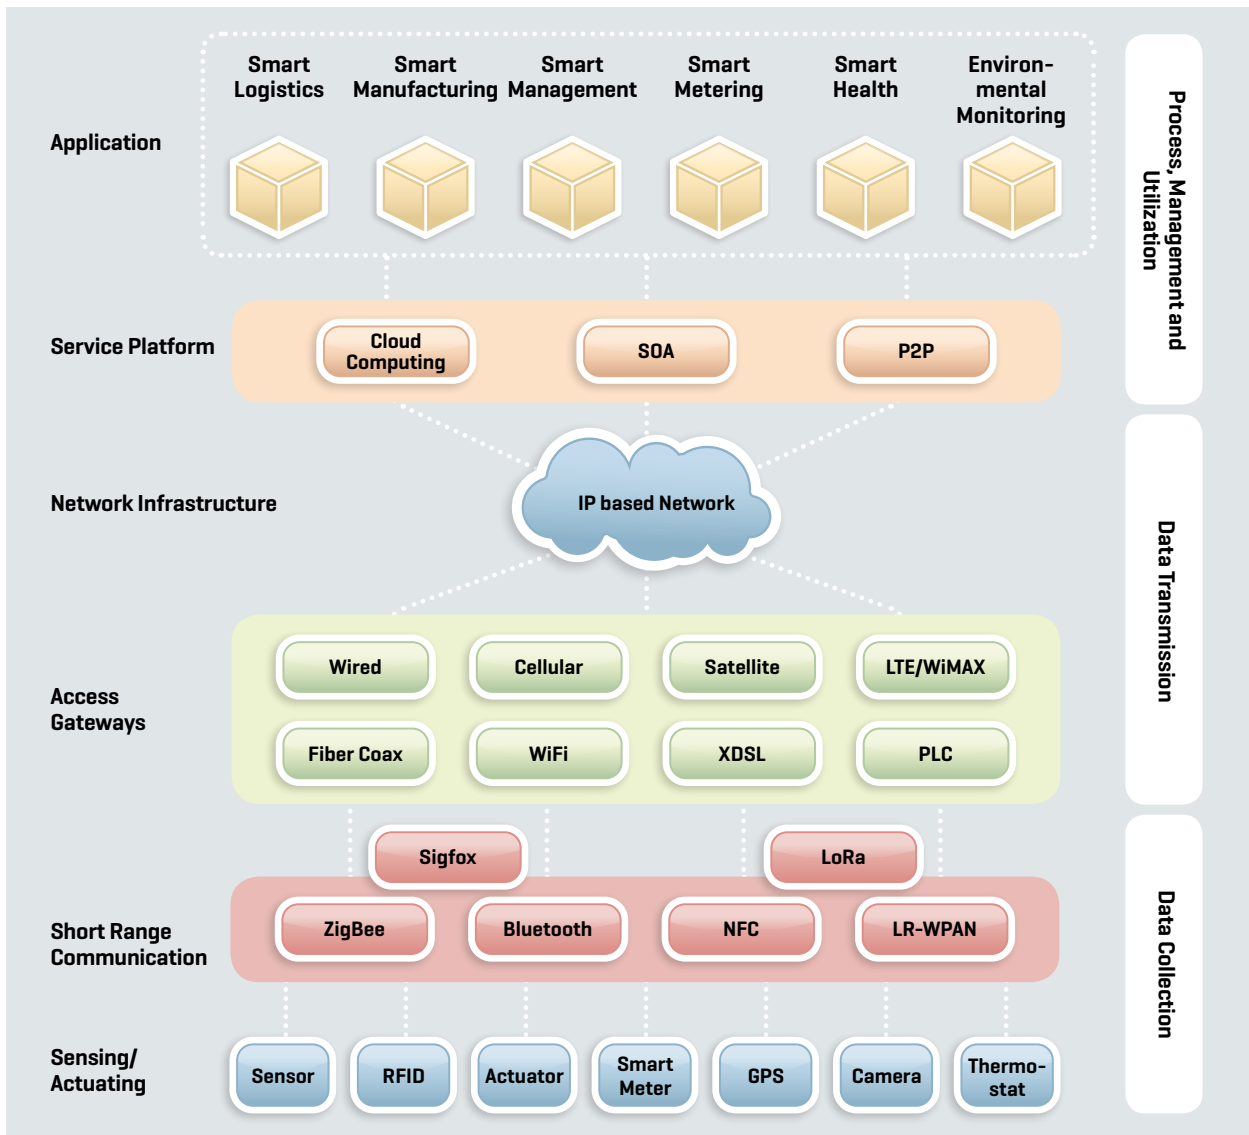 Smart
Logistics
Smart
Manufacturing
Smart
Management
Smart
Metering
Smart
Health
Environ-
mental
Monitoring
Application
Process, Management and
Utilization
Service Platform
Cloud
Computing
SOA
P2P
Network Infrastructure
IP based Network
Data Transmission
Access
Gateways
Wired
Cellular
Satellite
LTE/WiMAX
Fiber Coax
WiFi
XDSL
PLC
Sigfox
LoRa
Short Range
Communication
ZigBee
Bluetooth
NFC
LR-WPAN
Data Collection
Sensing/
Actuating
Sensor
RFID
Actuator
Smart
Meter
GPS
Camera
Thermo-
stat